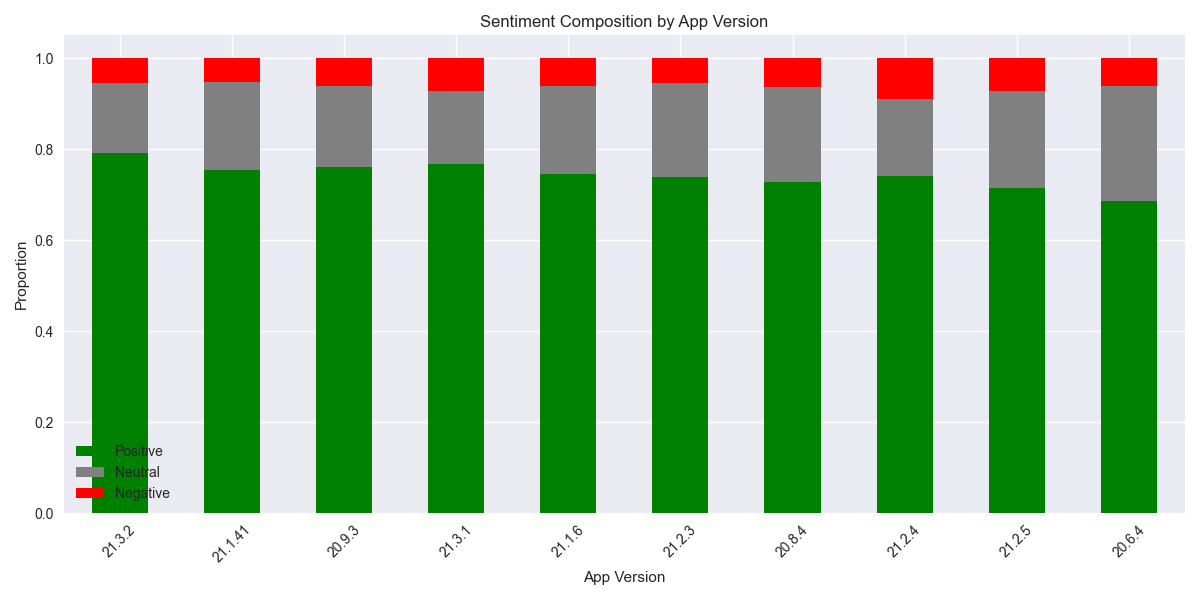 Sentiment Composition by App Version
Proportion
1.0
0.8
0.6
0.4
0.2
0.0
Positive
Neutral
Negative
21.3.2
21.1.41
20.9.3
21.3.1
21.1.6
21.2.3
20.8.4
21.2.4
21.2.5
20.6.4
App Version